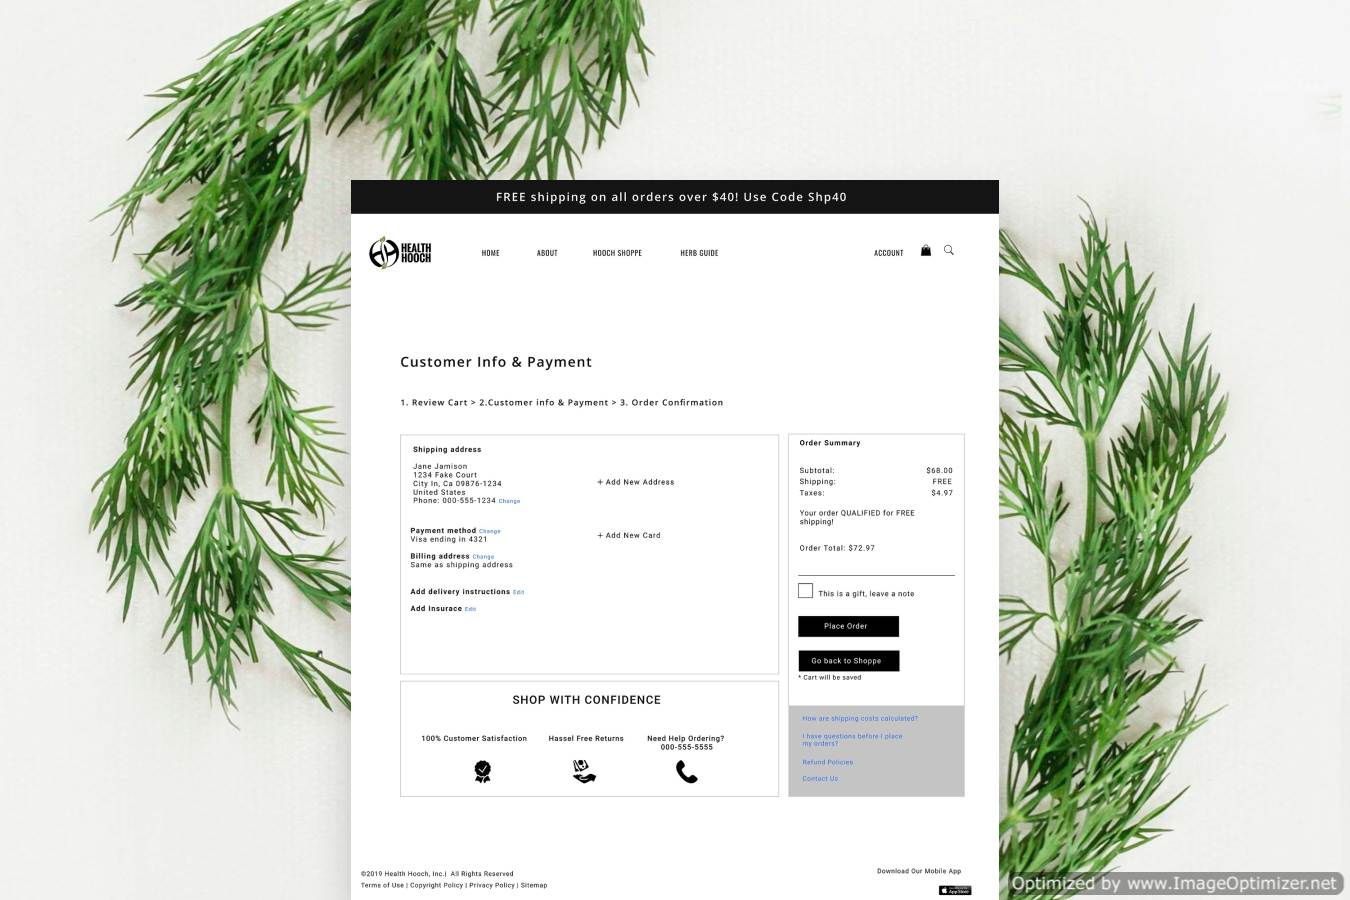 FREE shipping on all orders over $40! Use Code Shp40
HEALTH
HOOCH
HOME
ABOUT
HOOCH SHOPPE
HERB GUIDE
ACCOUNT
Customer Info & Payment
1. Review Cart > 2.Customer info & Payment > 3. Order Confirmation
Shipping address
Jane Jamison
1234 Fake Court
City In, Ca 09876-1234
United States
Phone: 000-555-1234 Change
+ Add New Address
Payment method Change
Visa ending in 4321
+ Add New Card
Billing address Change
Same as shipping address
Add delivery instructions Edit
Add Insurace Edit
Order Summary
Subtotal: $68.00
Shipping: FREE
Taxes: $4.97
Your order QUALIFIED for FREE
shipping!
Order Total: $72.97
This is a gift, leave a note
Place Order
Go back to Shoppe
* Cart will be saved
How are shipping costs calculated?
I have questions before I place
my orders?
Refund Policies
Contact Us
SHOP WITH CONFIDENCE
100% Customer Satisfaction
Hassel Free Returns
Need Help Ordering?
000-555-5555
©2019 Health Hooch, Inc.| All Rights Reserved
Terms of Use | Copyright Policy | Privacy Policy | Sitemap
Download Our Mobile App
App Store
Optimized by www.ImageOptimizer.net